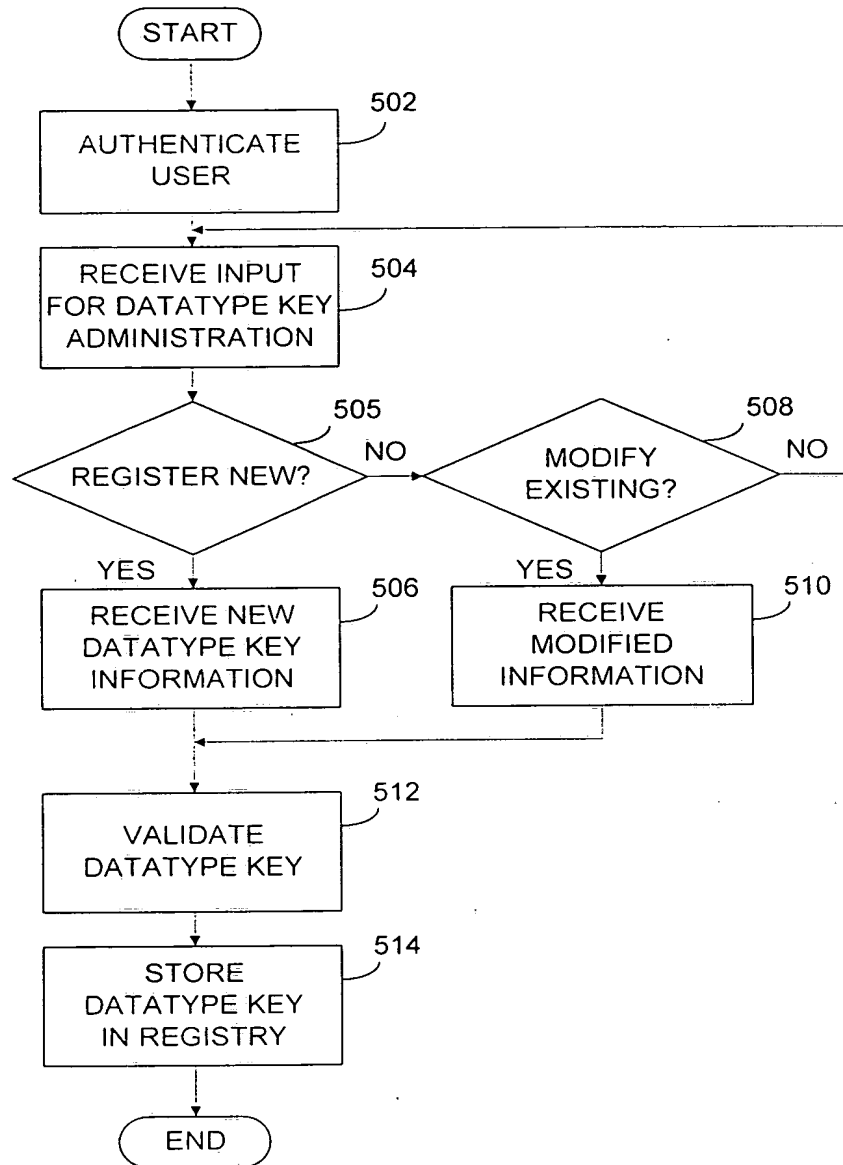 START
502
AUTHENTICATE
USER
RECEIVE INPUT
FOR DATATYPE KEY
ADMINISTRATION
504
505
REGISTER NEW?
NO
508
MODIFY
EXISTING?
NO
YES
RECEIVE NEW
DATATYPE KEY
INFORMATION
506
YES
RECEIVE
MODIFIED
INFORMATION
510
512
VALIDATE
DATATYPE KEY
514
STORE
DATATYPE KEY
IN REGISTRY
END